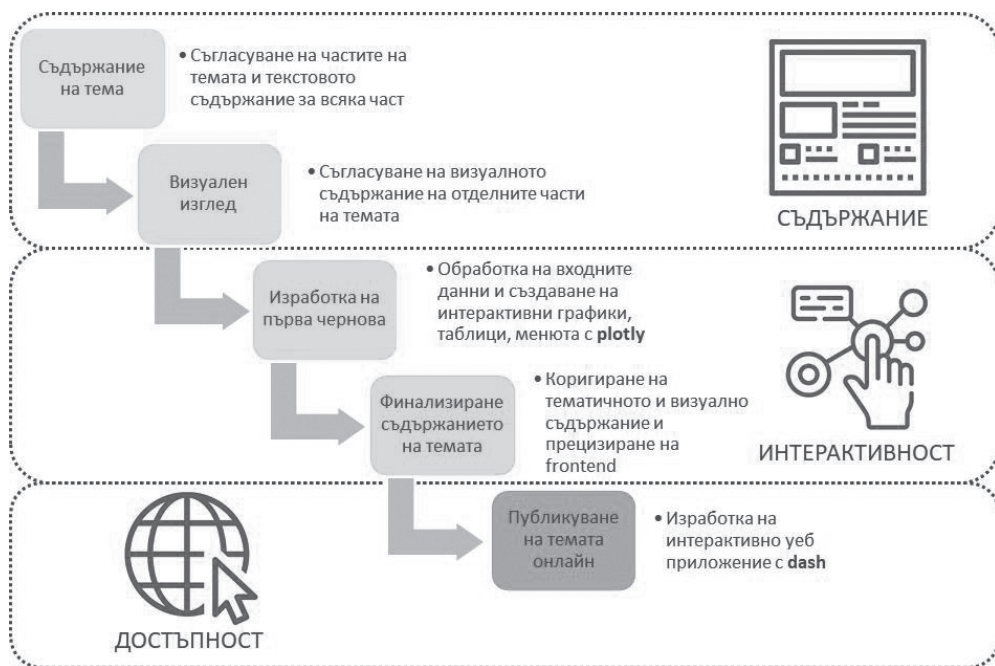 Съдържание
на тема
• Съгласуване на частите на
темата и текстовото
съдържание за всяка част
Визуален
изглед
• Съгласуване на визуалното
съдържание на отделните части
на темата
СЪДЪРЖАНИЕ
Изработка на
първа чернова
• Обработка на входните
данни и създаване на
интерактивни графики,
таблици, менюта с plotly
Финализиране
съдържанието
на темата
• Коригиране на
тематичното и визуално
съдържание и
прецизиране на
frontend
ИНТЕРАКТИВНОСТ
Публикуване
на темата
онлайн
• Изработка на
интерактивно уеб
приложение с dash
ДОСТЪПНОСТ